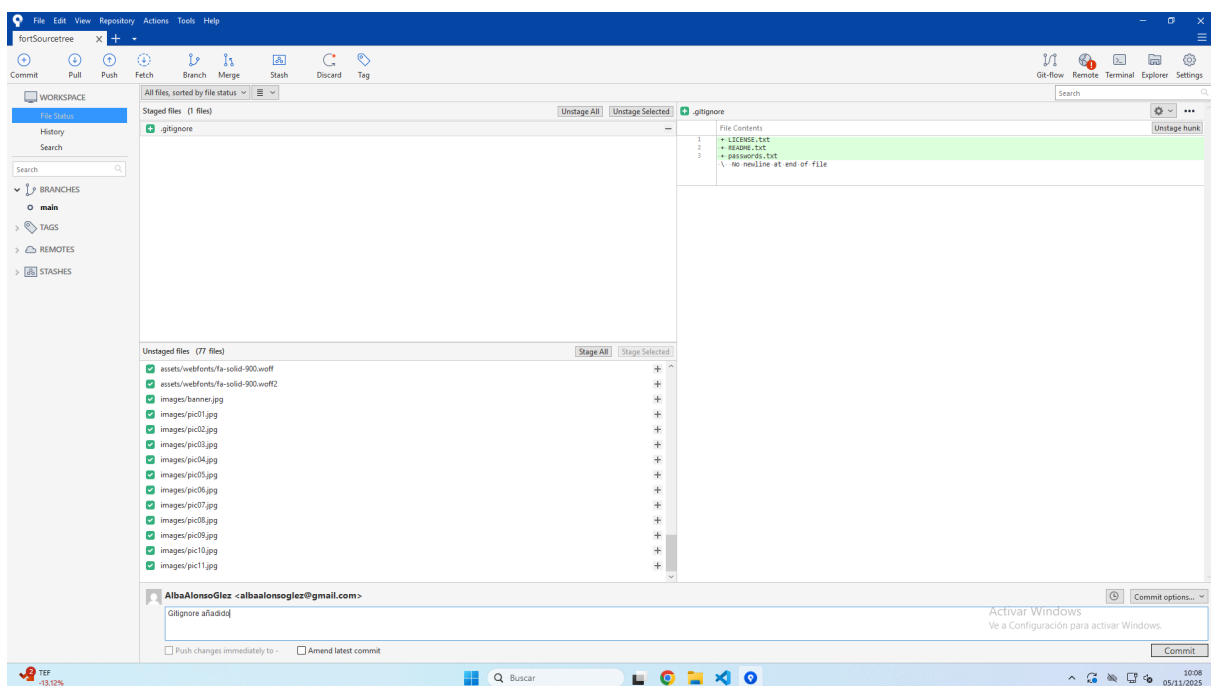 File Edit View Repository Actions Tools Help
fortSourcetree
Commit Pull Push Fetch Branch Merge Stash Discard Tag Git-flow Remote Terminal Explorer Settings
WORKSPACE
File Status
History
Search
Search
BRANCHES
main
TAGS
REMOTES
STASHES
All files, sorted by file status
Search
Staged files (1 files) Unstage All Unstage Selected
.gitignore
.gitignore
File Contents Unstage hunk
1 + LICENSE.txt
2 + README.txt
3 + passwords.txt
\ No newline at end of file
Unstaged files (77 files) Stage All Stage Selected
assets/webfonts/fa-solid-900.woff
assets/webfonts/fa-solid-900.woff2
images/banner.jpg
images/pic01.jpg
images/pic02.jpg
images/pic03.jpg
images/pic04.jpg
images/pic05.jpg
images/pic06.jpg
images/pic07.jpg
images/pic08.jpg
images/pic09.jpg
images/pic10.jpg
images/pic11.jpg
AlbaAlonsoGlez <albaalonsoglez@gmail.com> Commit options...
Gitignore añadido
Activar Windows
Ve a Configuración para activar Windows.
Push changes immediately to - Amend latest commit Commit
2 TEF
-13,12%
Buscar
10:08
05/11/2025